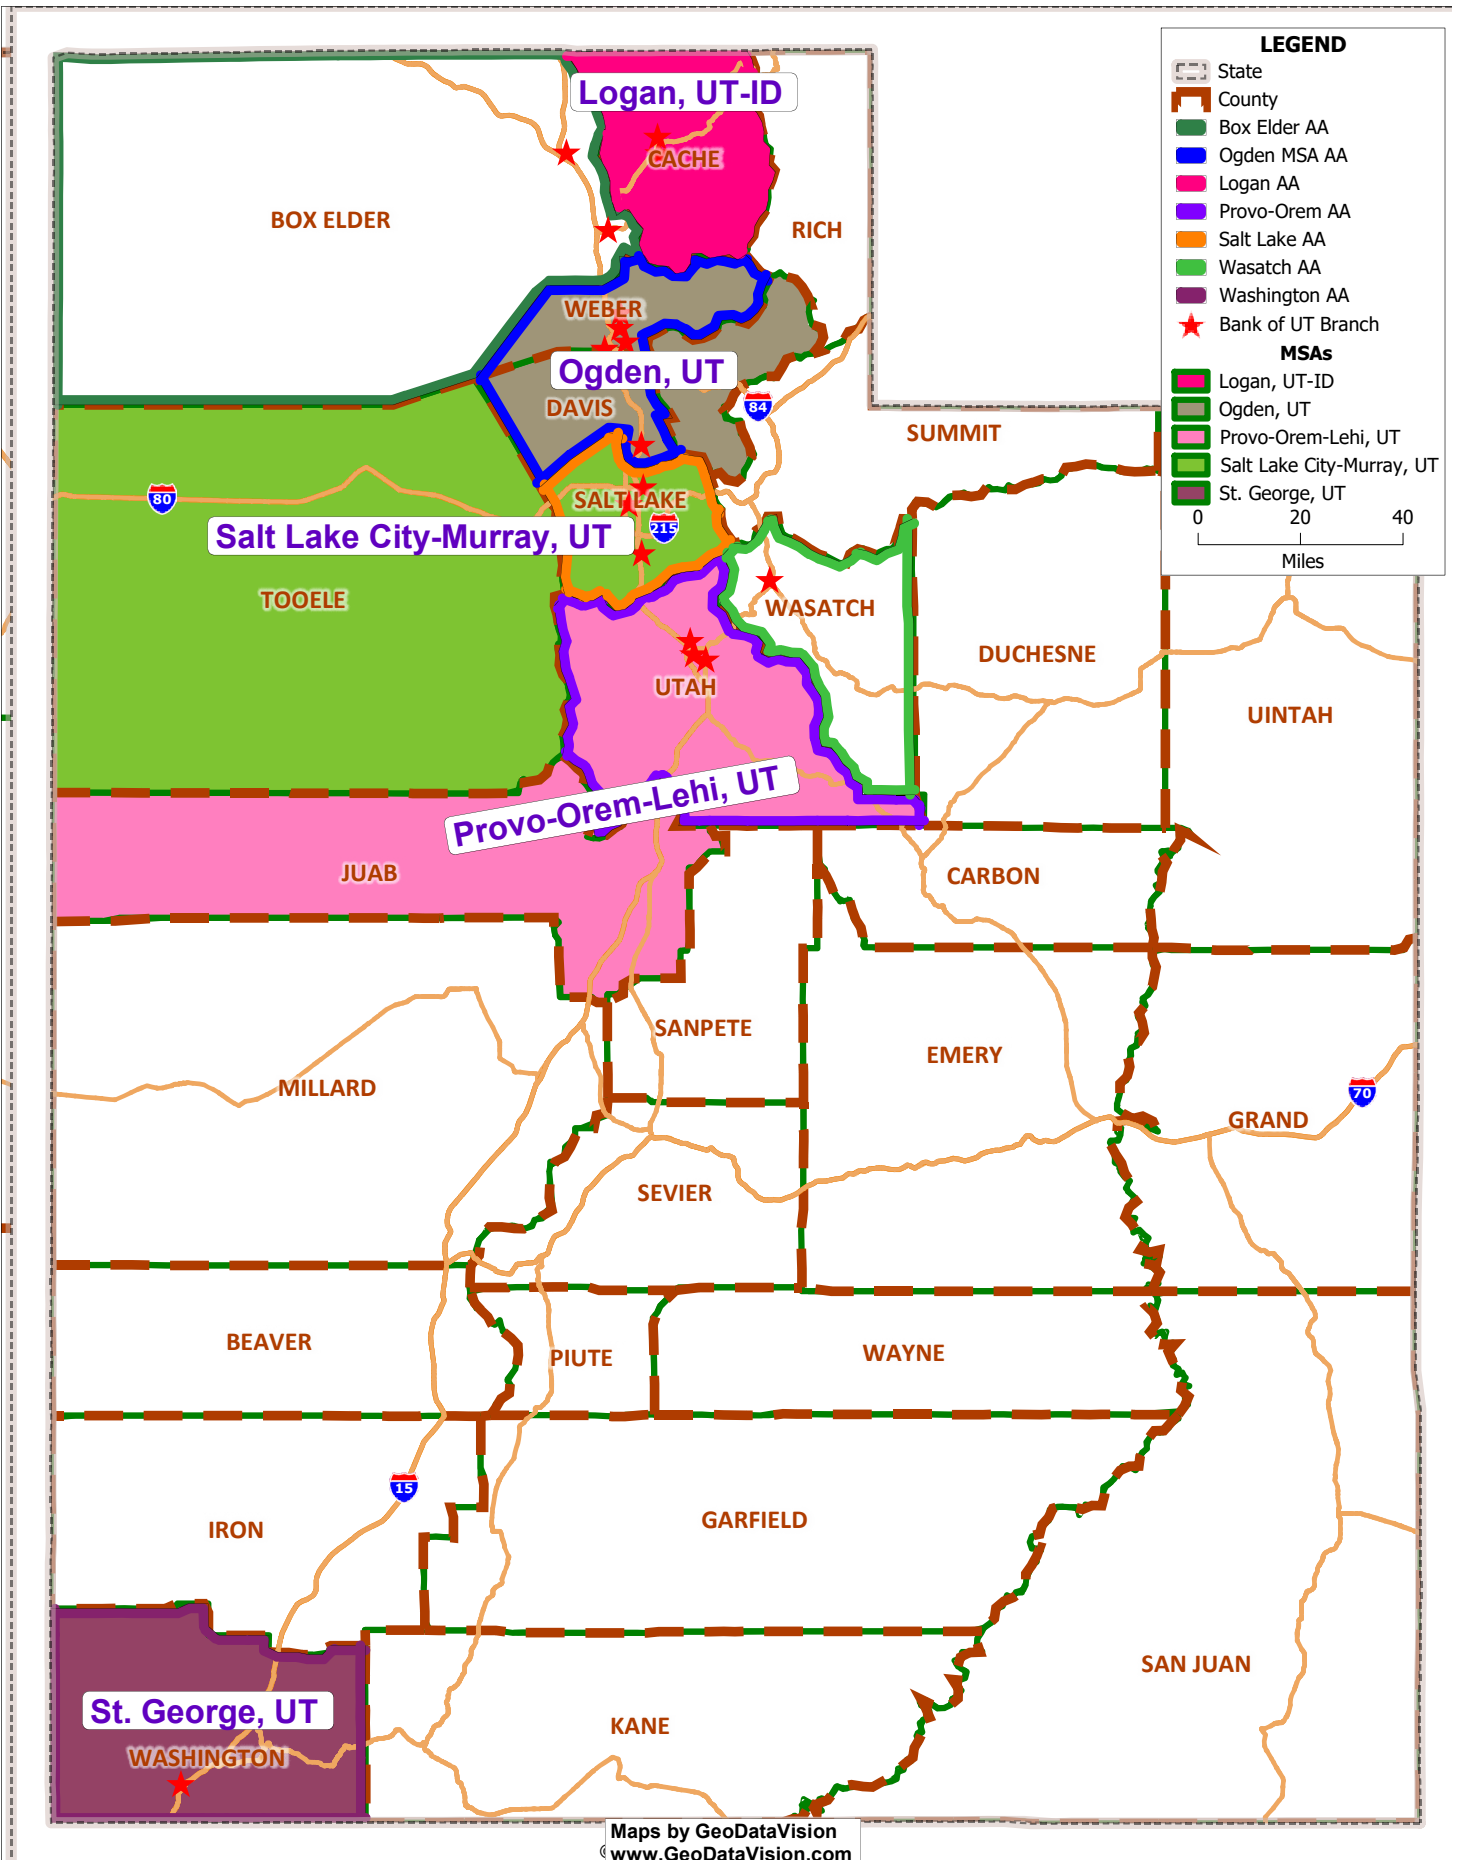 LEGEND
State
County
Box Elder AA
Ogden MSA AA
Logan AA
Provo-Orem AA
Salt Lake AA
Wasatch AA
Washington AA
Bank of UT Branch
MSAs
Logan, UT-ID
Ogden, UT
Provo-Orem-Lehi, UT
Salt Lake City-Murray, UT
St. George, UT
0 20 40
Miles
Logan, UT-ID
CACHE
BOX ELDER
RICH
WEBER
Ogden, UT
DAVIS
84
SUMMIT
80
SALT LAKE
215
Salt Lake City-Murray, UT
TOOELE
WASATCH
DUCHESNE
UTAH
UINTAH
Provo-Orem-Lehi, UT
JUAB
CARBON
SANPETE
EMERY
MILLARD
70
GRAND
SEVIER
BEAVER
PIUTE
WAYNE
15
IRON
GARFIELD
SAN JUAN
St. George, UT
KANE
WASHINGTON
Maps by GeoDataVision
©www.GeoDataVision.com